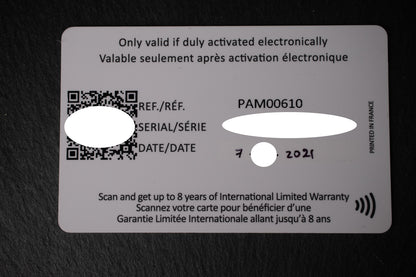 Only valid if duly activated electronically
Valable seulement après activation électronique
REF./RÉF. PAM00610
SERIAL/SÉRIE
DATE/DATE 7 2021
PRINTED IN FRANCE
Scan and get up to 8 years of International Limited Warranty
Scannez votre carte pour bénéficier d'une
Garantie Limitée Internationale allant jusqu'à 8 ans